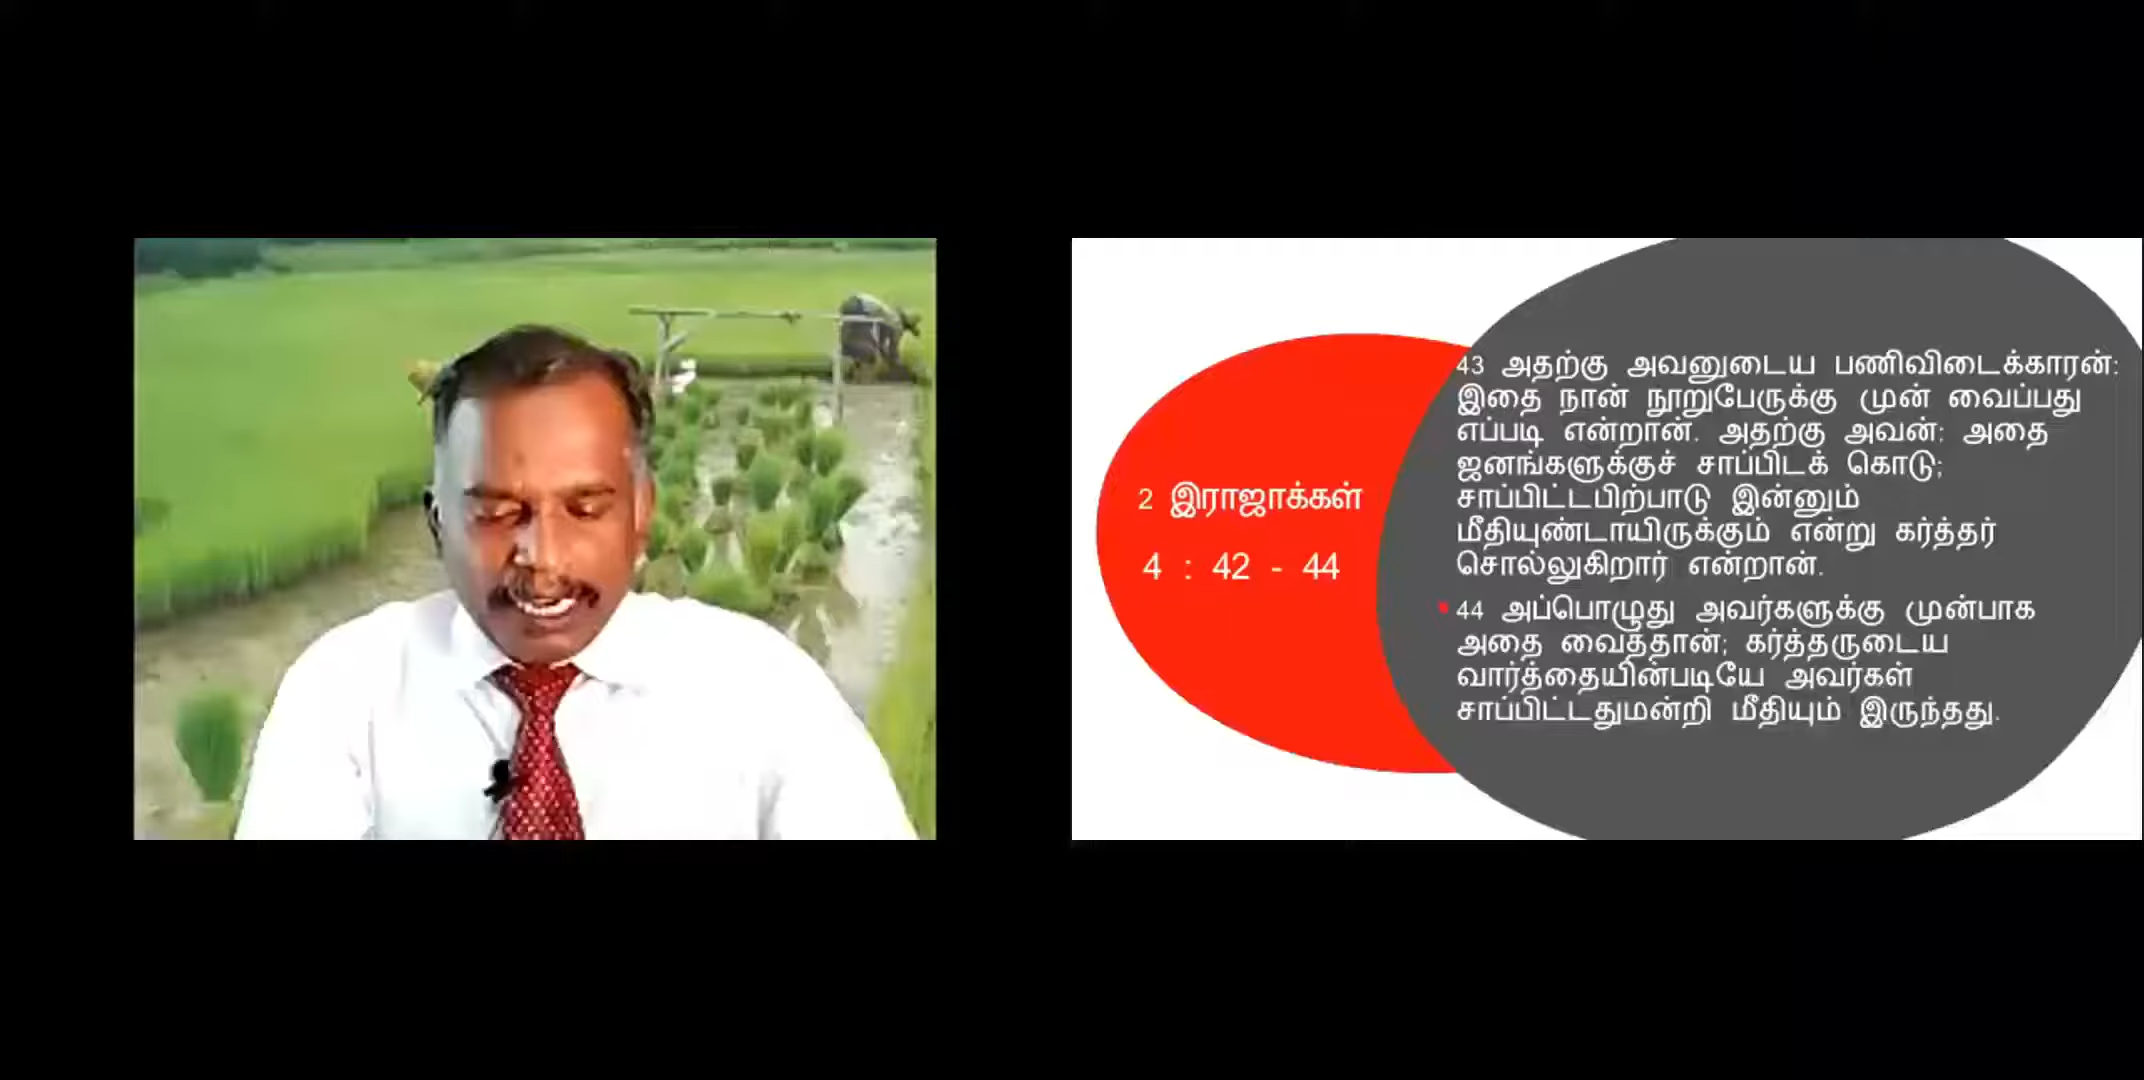 2 இராஜாக்கள்
4 : 42 - 44
43 அதற்கு அவனுடைய பணிவிடைக்காரன்:
இதை நான் நூறுபேருக்கு முன் வைப்பது
எப்படி என்றான். அதற்கு அவன்: அதை
ஜனங்களுக்குச் சாப்பிடக் கொடு;
சாப்பிட்டபிற்பாடு இன்னும்
மீதியுண்டாயிருக்கும் என்று கர்த்தர்
சொல்லுகிறார் என்றான்.
44 அப்பொழுது அவர்களுக்கு முன்பாக
அதை வைத்தான்; கர்த்தருடைய
வார்த்தையின்படியே அவர்கள்
சாப்பிட்டதுமன்றி மீதியும் இருந்தது.